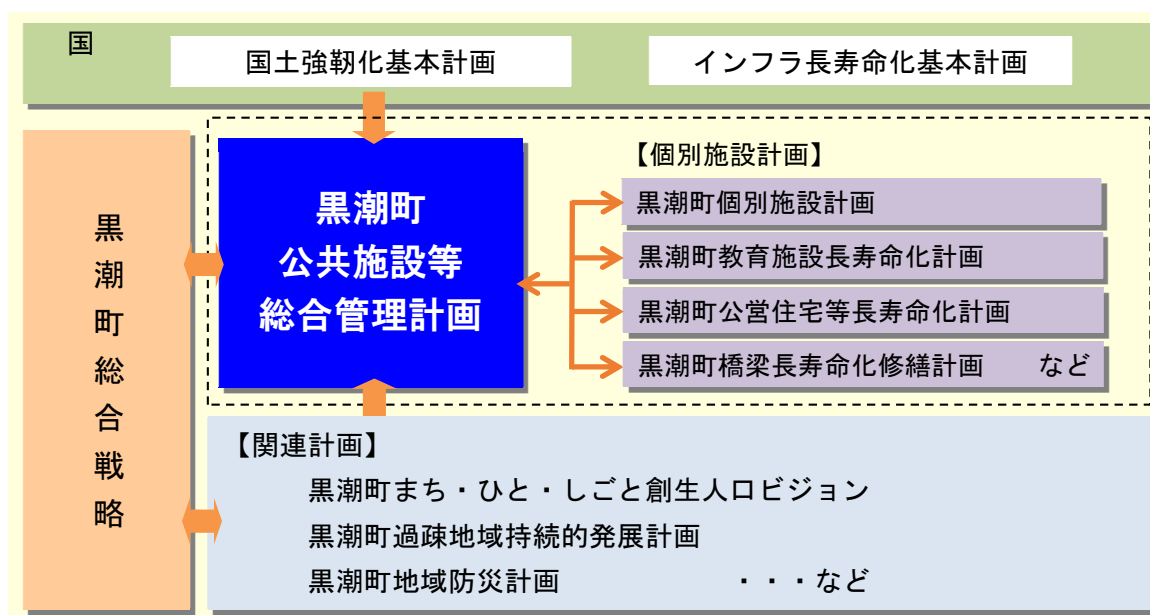 国
国土強靭化基本計画
インフラ長寿命化基本計画
黒潮町総合戦略
黒潮町
公共施設等
総合管理計画
【個別施設計画】
黒潮町個別施設計画
黒潮町教育施設長寿命化計画
黒潮町公営住宅等長寿命化計画
黒潮町橋梁長寿命化修繕計画　　など
【関連計画】
黒潮町まち・ひと・しごと創生人口ビジョン
黒潮町過疎地域持続的発展計画
黒潮町地域防災計画　　　　　・・・など